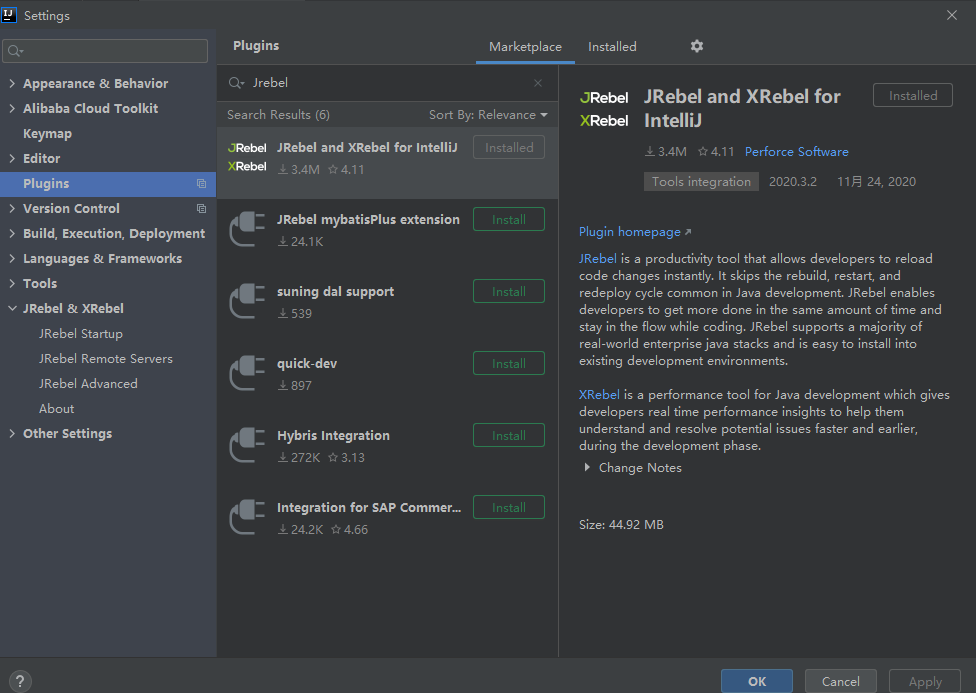 Settings
Plugins
Marketplace
Installed
Appearance & Behavior
Alibaba Cloud Toolkit
Keymap
Editor
Plugins
Version Control
Build, Execution, Deployment
Languages & Frameworks
Tools
JRebel & XRebel
JRebel Startup
JRebel Remote Servers
JRebel Advanced
About
Other Settings
Jrebel
Search Results (6)
Sort By: Relevance
JRebel
XRebel
JRebel and XRebel for IntelliJ
3.4M
4.11
Installed
JRebel mybatisPlus extension
24.1K
Install
suning dal support
539
Install
quick-dev
897
Install
Hybris Integration
272K
3.13
Install
Integration for SAP Commer...
24.2K
4.66
Install
JRebel
XRebel
JRebel and XRebel for
IntelliJ
Installed
3.4M
4.11
Perforce Software
Tools integration
2020.3.2
11月 24, 2020
Plugin homepage
JRebel is a productivity tool that allows developers to reload
code changes instantly. It skips the rebuild, restart, and
redeploy cycle common in Java development. JRebel enables
developers to get more done in the same amount of time and
stay in the flow while coding. JRebel supports a majority of
real-world enterprise java stacks and is easy to install into
existing development environments.
XRebel is a performance tool for Java development which gives
developers real time performance insights to help them
understand and resolve potential issues faster and earlier,
during the development phase.
Change Notes
Size: 44.92 MB
?
OK
Cancel
Apply